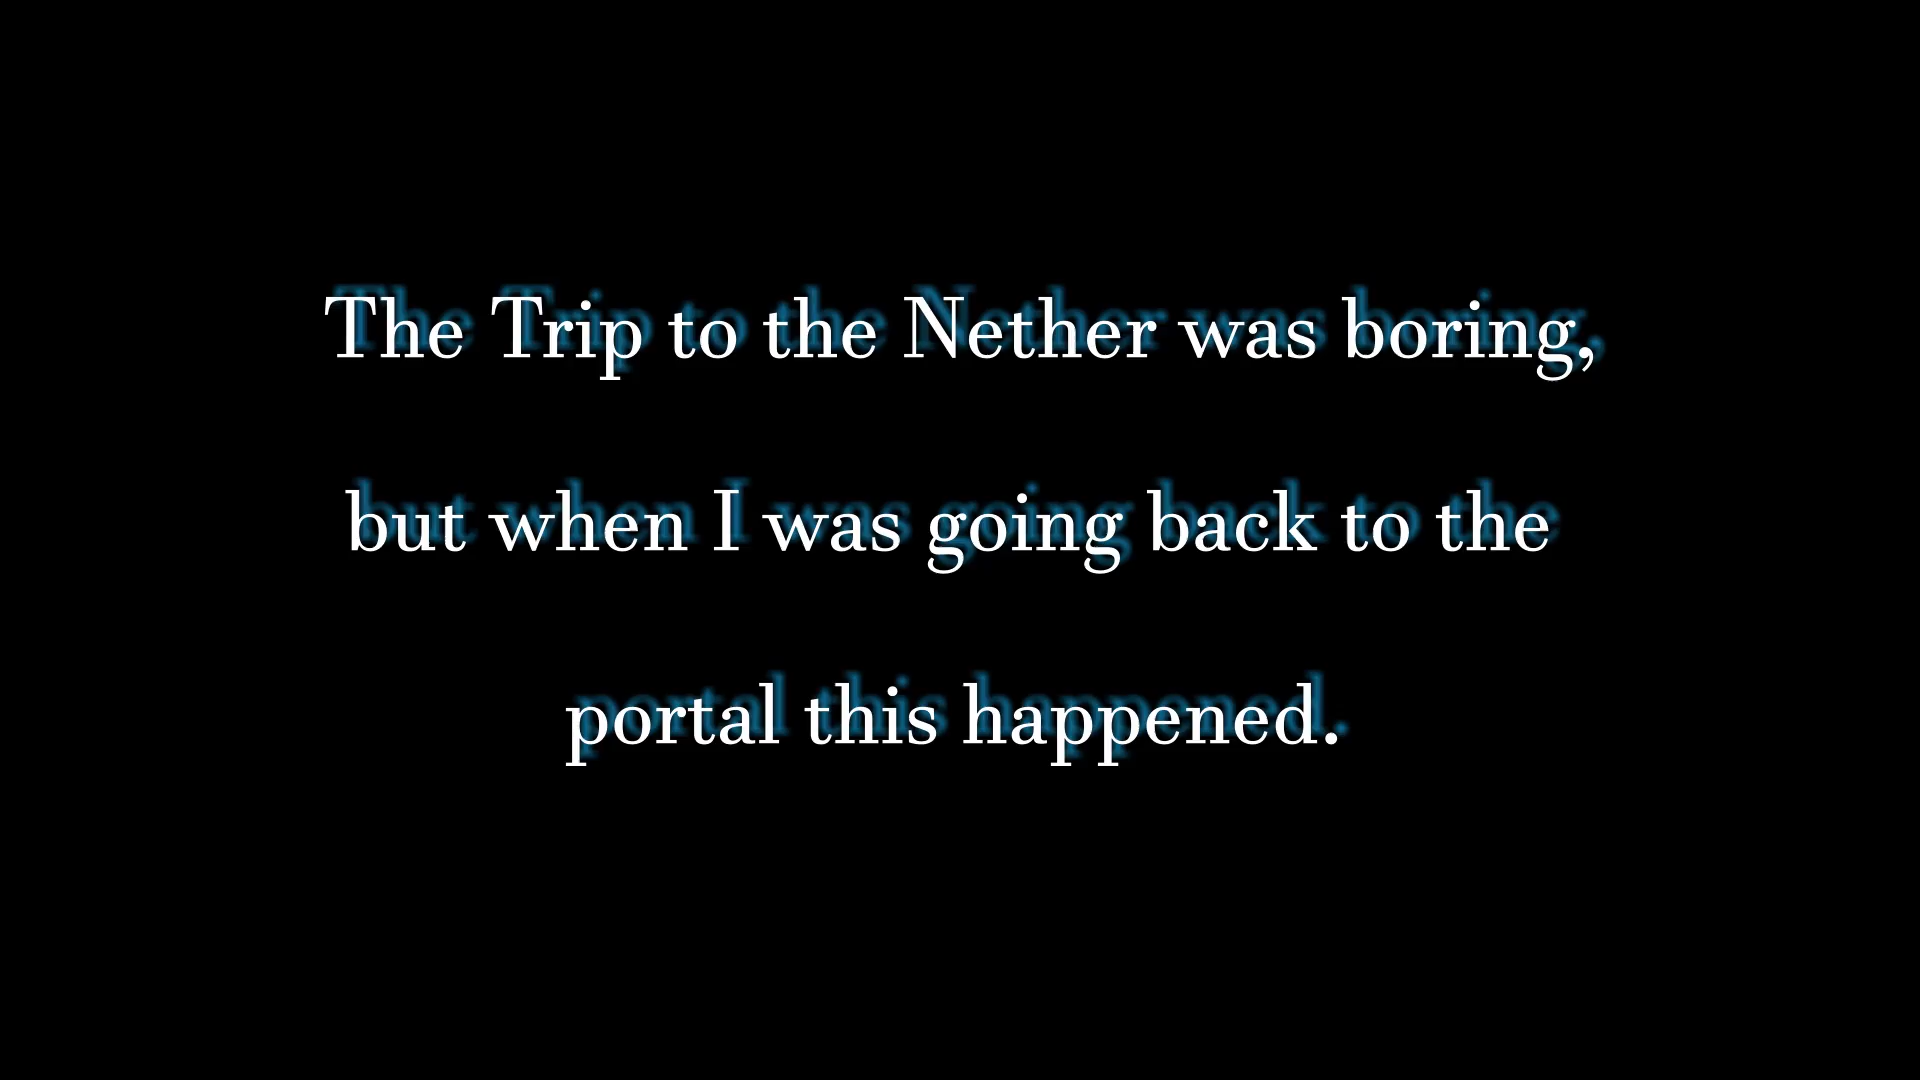 The Trip to the Nether was boring,
but when I was going back to the
portal this happened.